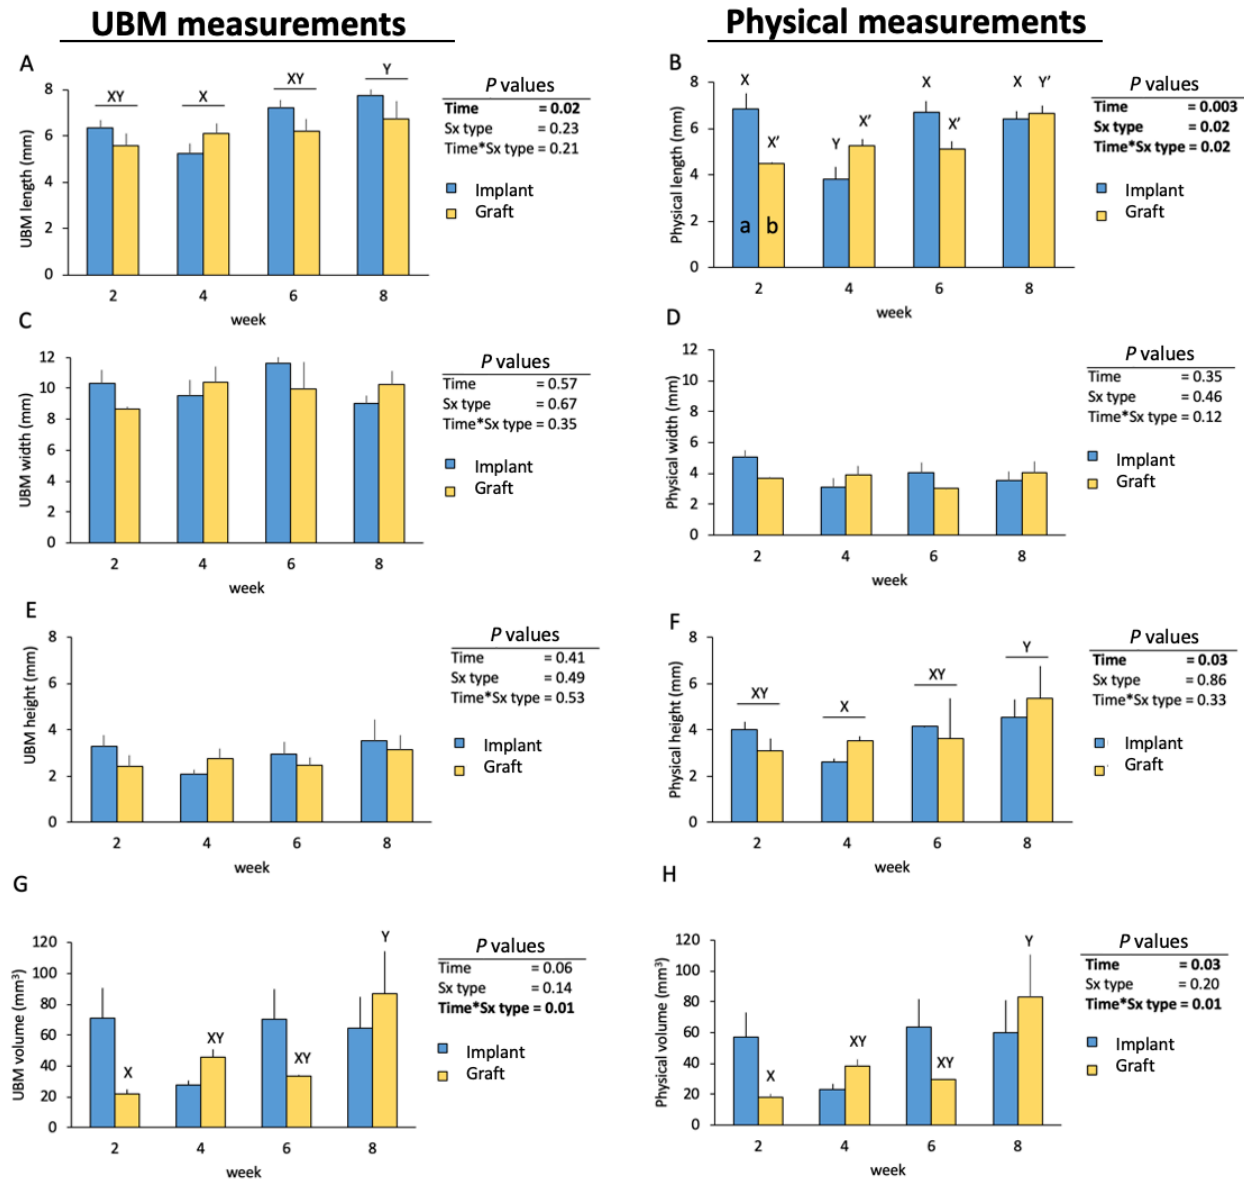 UBM measurements
Physical measurements
A
UBM length (mm)
8
6
4
2
0
XY
X
XY
Y
2 4 6 8
week
P values
Time = 0.02
Sx type = 0.23
Time*Sx type = 0.21
Implant
Graft
B
Physical length (mm)
8
6
4
2
0
X
X’
Y
X’
X
X’
X
Y’
a b
2 4 6 8
week
P values
Time = 0.003
Sx type = 0.02
Time*Sx type = 0.02
Implant
Graft
C
UBM width (mm)
12
10
8
6
4
2
0
2 4 6 8
week
P values
Time = 0.57
Sx type = 0.67
Time*Sx type = 0.35
Implant
Graft
D
Physical width (mm)
12
10
8
6
4
2
0
2 4 6 8
week
P values
Time = 0.35
Sx type = 0.46
Time*Sx type = 0.12
Implant
Graft
E
UBM height (mm)
8
6
4
2
0
2 4 6 8
week
P values
Time = 0.41
Sx type = 0.49
Time*Sx type = 0.53
Implant
Graft
F
Physical height (mm)
8
6
4
2
0
XY
X
XY
Y
2 4 6 8
week
P values
Time = 0.03
Sx type = 0.86
Time*Sx type = 0.33
Implant
Graft
G
UBM volume (mm³)
120
100
80
60
40
20
0
X
XY
XY
Y
2 4 6 8
week
P values
Time = 0.06
Sx type = 0.14
Time*Sx type = 0.01
Implant
Graft
H
Physical volume (mm³)
120
100
80
60
40
20
0
X
XY
XY
Y
2 4 6 8
week
P values
Time = 0.03
Sx type = 0.20
Time*Sx type = 0.01
Implant
Graft